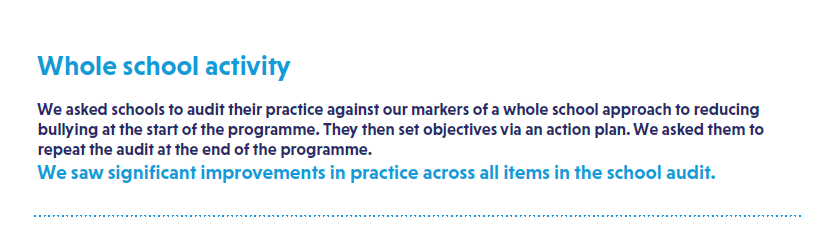 Whole school activity
We asked schools to audit their practice against our markers of a whole school approach to reducing
bullying at the start of the programme. They then set objectives via an action plan. We asked them to
repeat the audit at the end of the programme.
We saw significant improvements in practice across all items in the school audit.